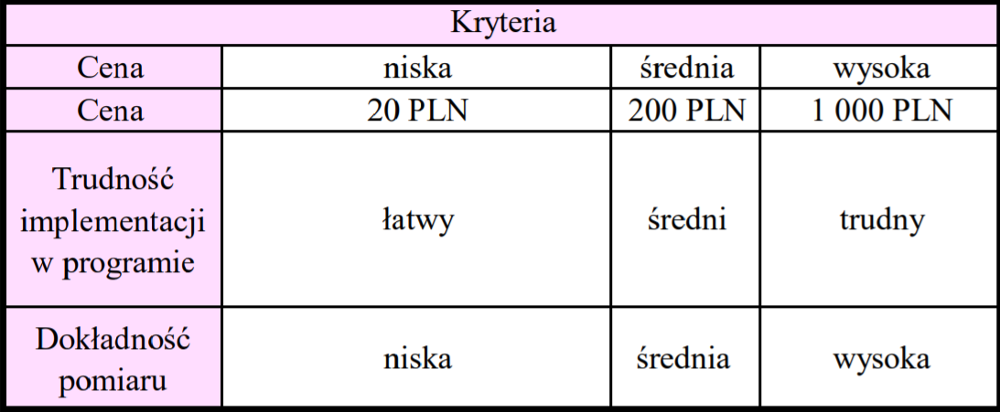 Kryteria
Cena niska średnia wysoka
Cena 20 PLN 200 PLN 1 000 PLN
Trudność
implementacji
w programie
łatwy średni trudny
Dokładność
pomiaru
niska średnia wysoka